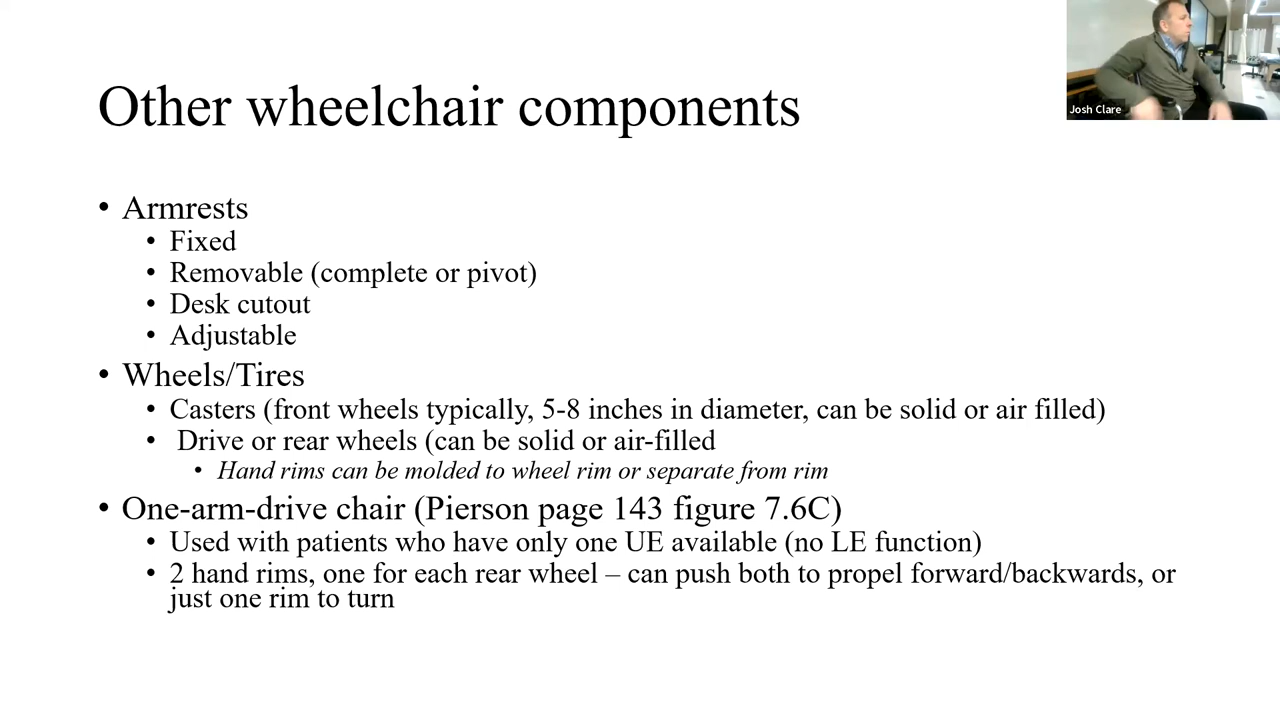 Josh Clare
Other wheelchair components
• Armrests
• Fixed
• Removable (complete or pivot)
• Desk cutout
• Adjustable
• Wheels/Tires
• Casters (front wheels typically, 5-8 inches in diameter, can be solid or air filled)
• Drive or rear wheels (can be solid or air-filled
• Hand rims can be molded to wheel rim or separate from rim
• One-arm-drive chair (Pierson page 143 figure 7.6C)
• Used with patients who have only one UE available (no LE function)
• 2 hand rims, one for each rear wheel – can push both to propel forward/backwards, or
just one rim to turn